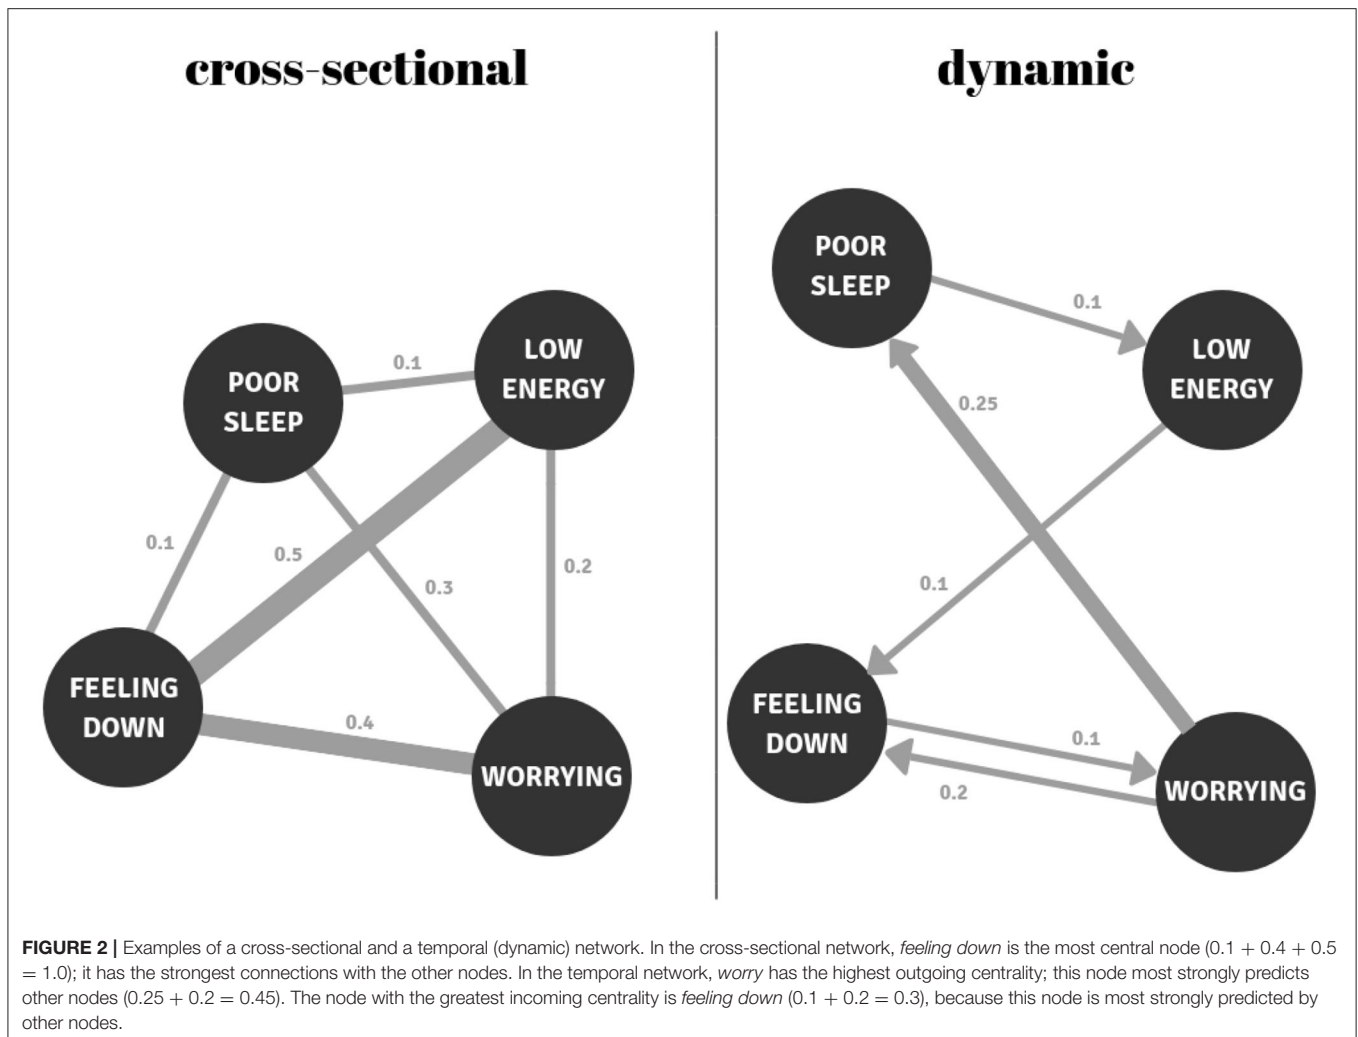 cross-sectional
dynamic
POOR
SLEEP
0.1
LOW
ENERGY
0.1
0.5
0.3
0.2
FEELING
DOWN
0.4
WORRYING
POOR
SLEEP
0.1
LOW
ENERGY
0.25
0.1
FEELING
DOWN
0.1
0.2
WORRYING
FIGURE 2 | Examples of a cross-sectional and a temporal (dynamic) network. In the cross-sectional network, feeling down is the most central node (0.1 + 0.4 + 0.5
= 1.0); it has the strongest connections with the other nodes. In the temporal network, worry has the highest outgoing centrality; this node most strongly predicts
other nodes (0.25 + 0.2 = 0.45). The node with the greatest incoming centrality is feeling down (0.1 + 0.2 = 0.3), because this node is most strongly predicted by
other nodes.